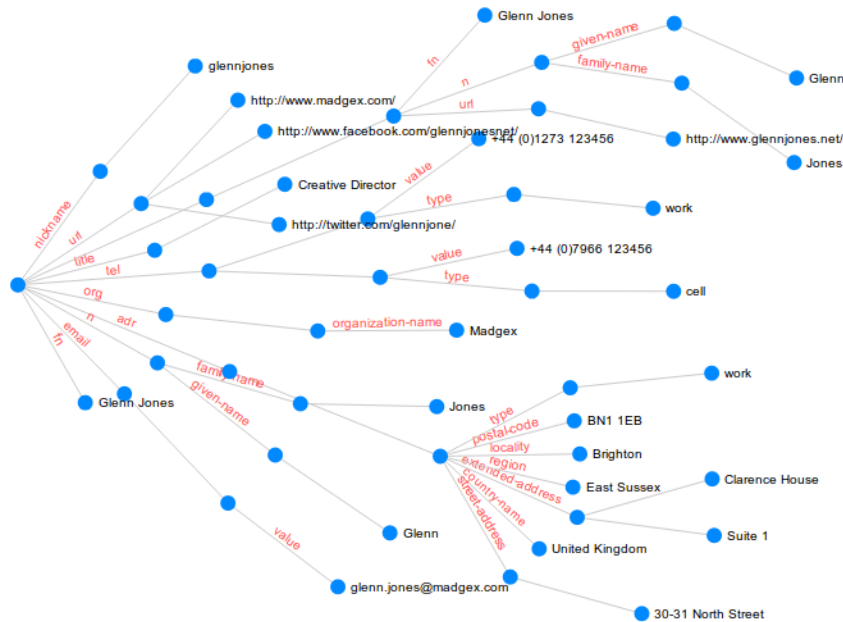 Glenn Jones
given-name
fn
glennjones
family-name
n
Glenn
http://www.madgex.com/
url
http://www.facebook.com/glennjonesnet/
+44 (0)1273 123456
http://www.glennjones.net/
Jones
value
Creative Director
type
nickname
work
http://twitter.com/glennjone/
url
title
+44 (0)7966 123456
value
tel
type
cell
org
adr
organization-name
Madgex
n
email
fn
family-name
work
given-name
Glenn Jones
Jones
type
BN1 1EB
postal-code
locality
Brighton
region
extended-address
Clarence House
East Sussex
country-name
street-address
Glenn
Suite 1
value
United Kingdom
glenn.jones@madgex.com
30-31 North Street